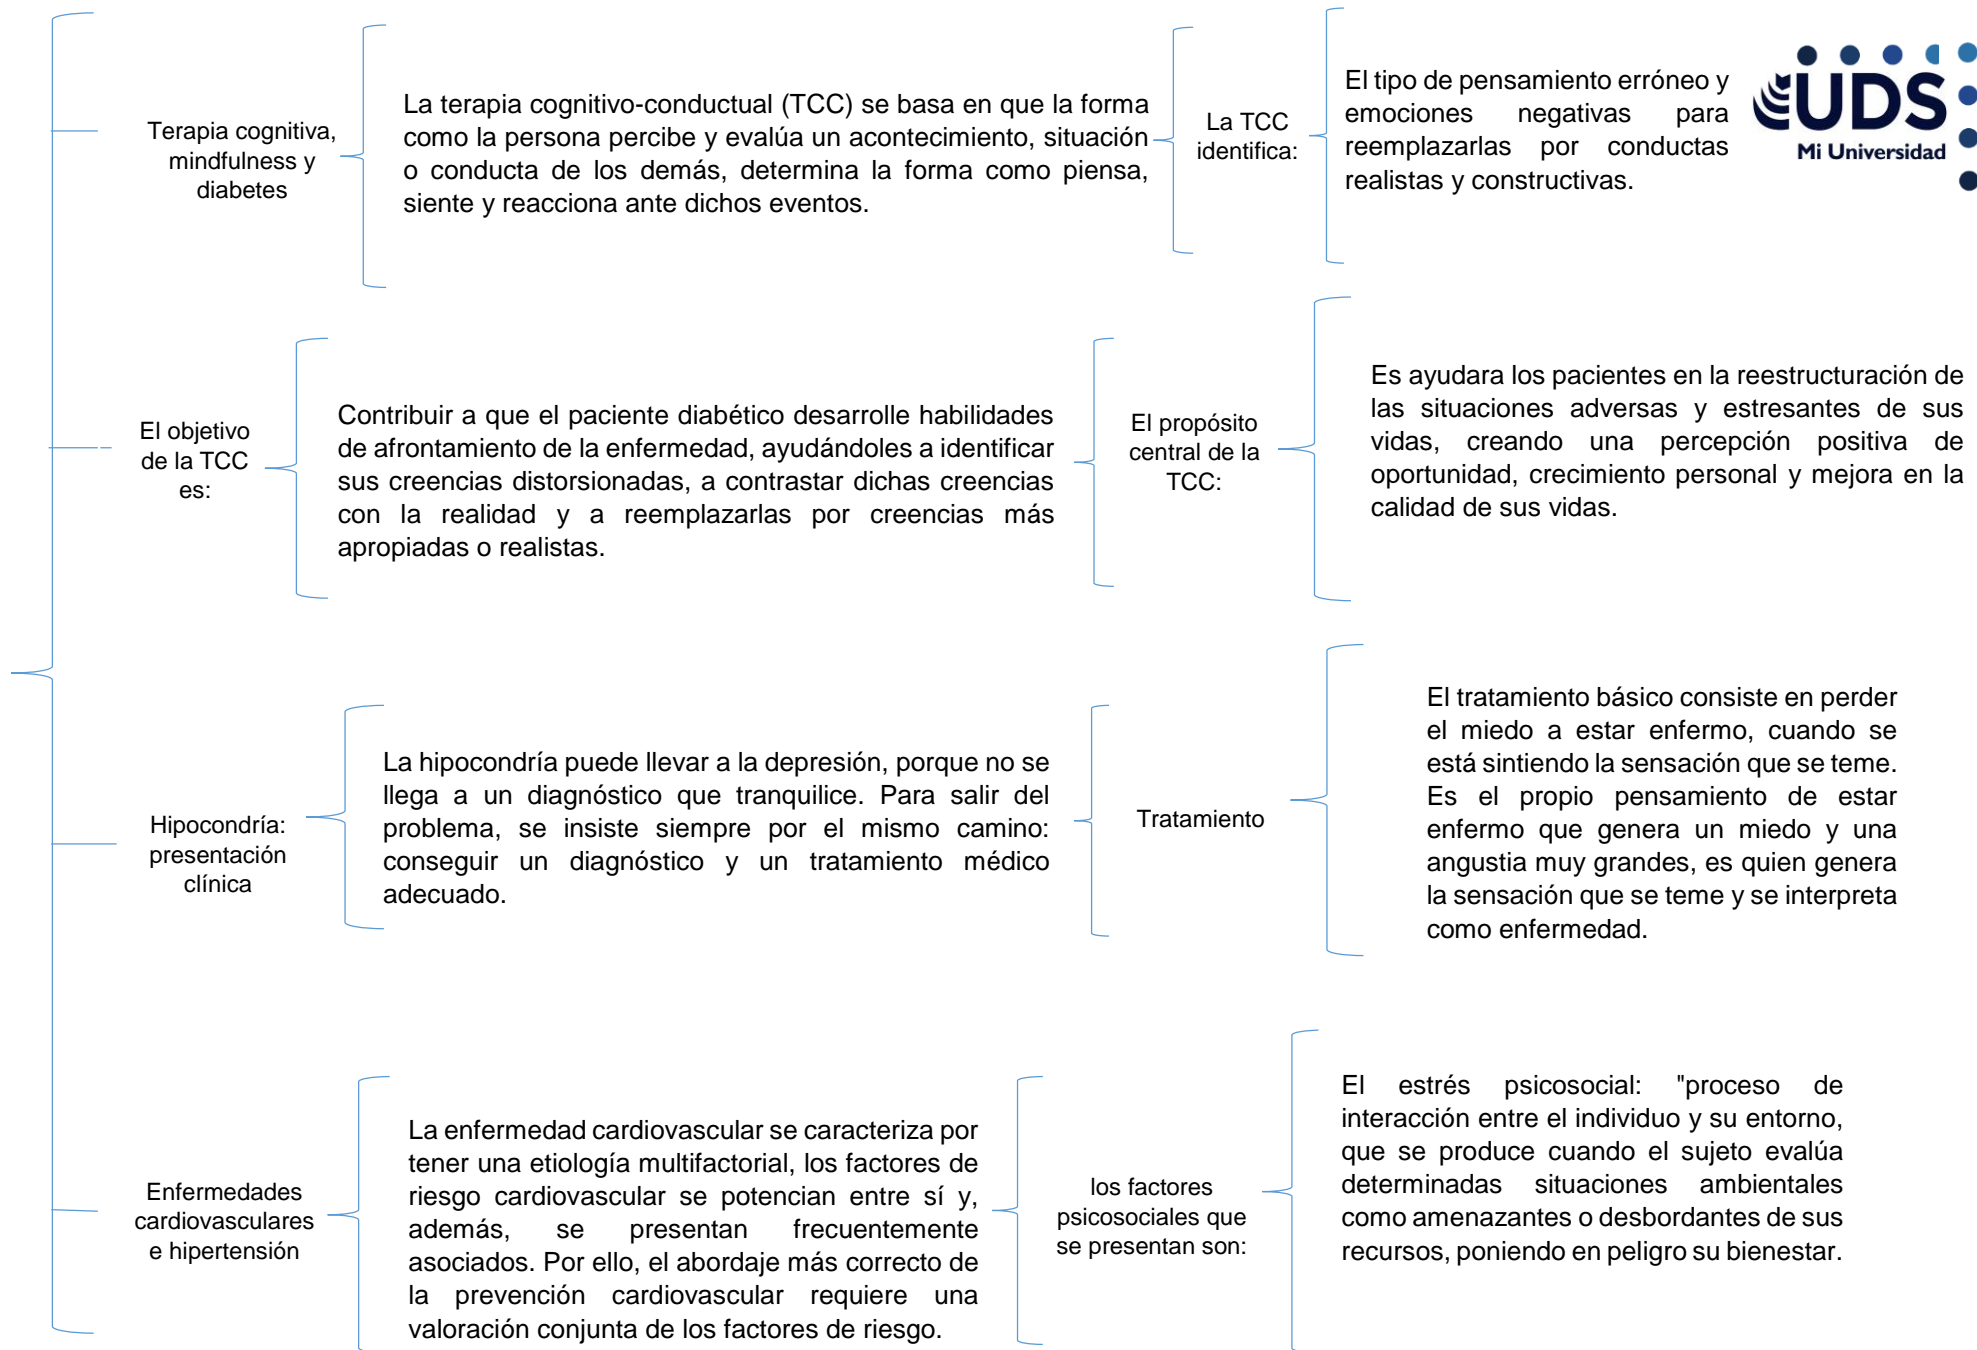 Terapia cognitiva,
mindfulness y
diabetes
La terapia cognitivo-conductual (TCC) se basa en que la forma
como la persona percibe y evalúa un acontecimiento, situación
o conducta de los demás, determina la forma como piensa,
siente y reacciona ante dichos eventos.
La TCC
identifica:
El tipo de pensamiento erróneo y
emociones negativas para
reemplazarlas por conductas
realistas y constructivas.
UDS
Mi Universidad
El objetivo
de la TCC
es:
Contribuir a que el paciente diabético desarrolle habilidades
de afrontamiento de la enfermedad, ayudándoles a identificar
sus creencias distorsionadas, a contrastar dichas creencias
con la realidad y a reemplazarlas por creencias más
apropiadas o realistas.
El propósito
central de la
TCC:
Es ayudara los pacientes en la reestructuración de
las situaciones adversas y estresantes de sus
vidas, creando una percepción positiva de
oportunidad, crecimiento personal y mejora en la
calidad de sus vidas.
Hipocondría:
presentación
clínica
La hipocondría puede llevar a la depresión, porque no se
llega a un diagnóstico que tranquilice. Para salir del
problema, se insiste siempre por el mismo camino:
conseguir un diagnóstico y un tratamiento médico
adecuado.
Tratamiento
El tratamiento básico consiste en perder
el miedo a estar enfermo, cuando se
está sintiendo la sensación que se teme.
Es el propio pensamiento de estar
enfermo que genera un miedo y una
angustia muy grandes, es quien genera
la sensación que se teme y se interpreta
como enfermedad.
Enfermedades
cardiovasculares
e hipertensión
La enfermedad cardiovascular se caracteriza por
tener una etiología multifactorial, los factores de
riesgo cardiovascular se potencian entre sí y,
además, se presentan frecuentemente
asociados. Por ello, el abordaje más correcto de
la prevención cardiovascular requiere una
valoración conjunta de los factores de riesgo.
los factores
psicosociales que
se presentan son:
El estrés psicosocial: "proceso de
interacción entre el individuo y su entorno,
que se produce cuando el sujeto evalúa
determinadas situaciones ambientales
como amenazantes o desbordantes de sus
recursos, poniendo en peligro su bienestar.